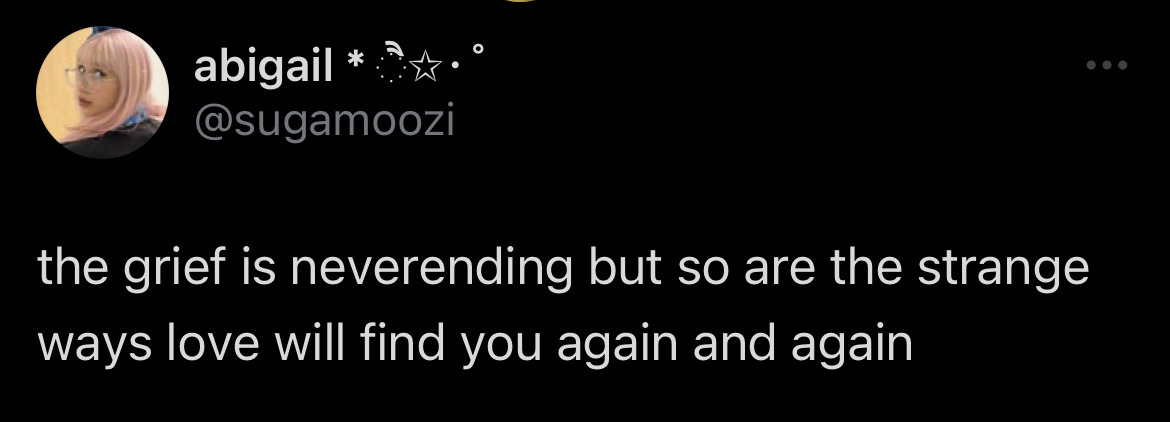 abigail * ੈ☆· ˚
@sugamoozi
the grief is neverending but so are the strange
ways love will find you again and again